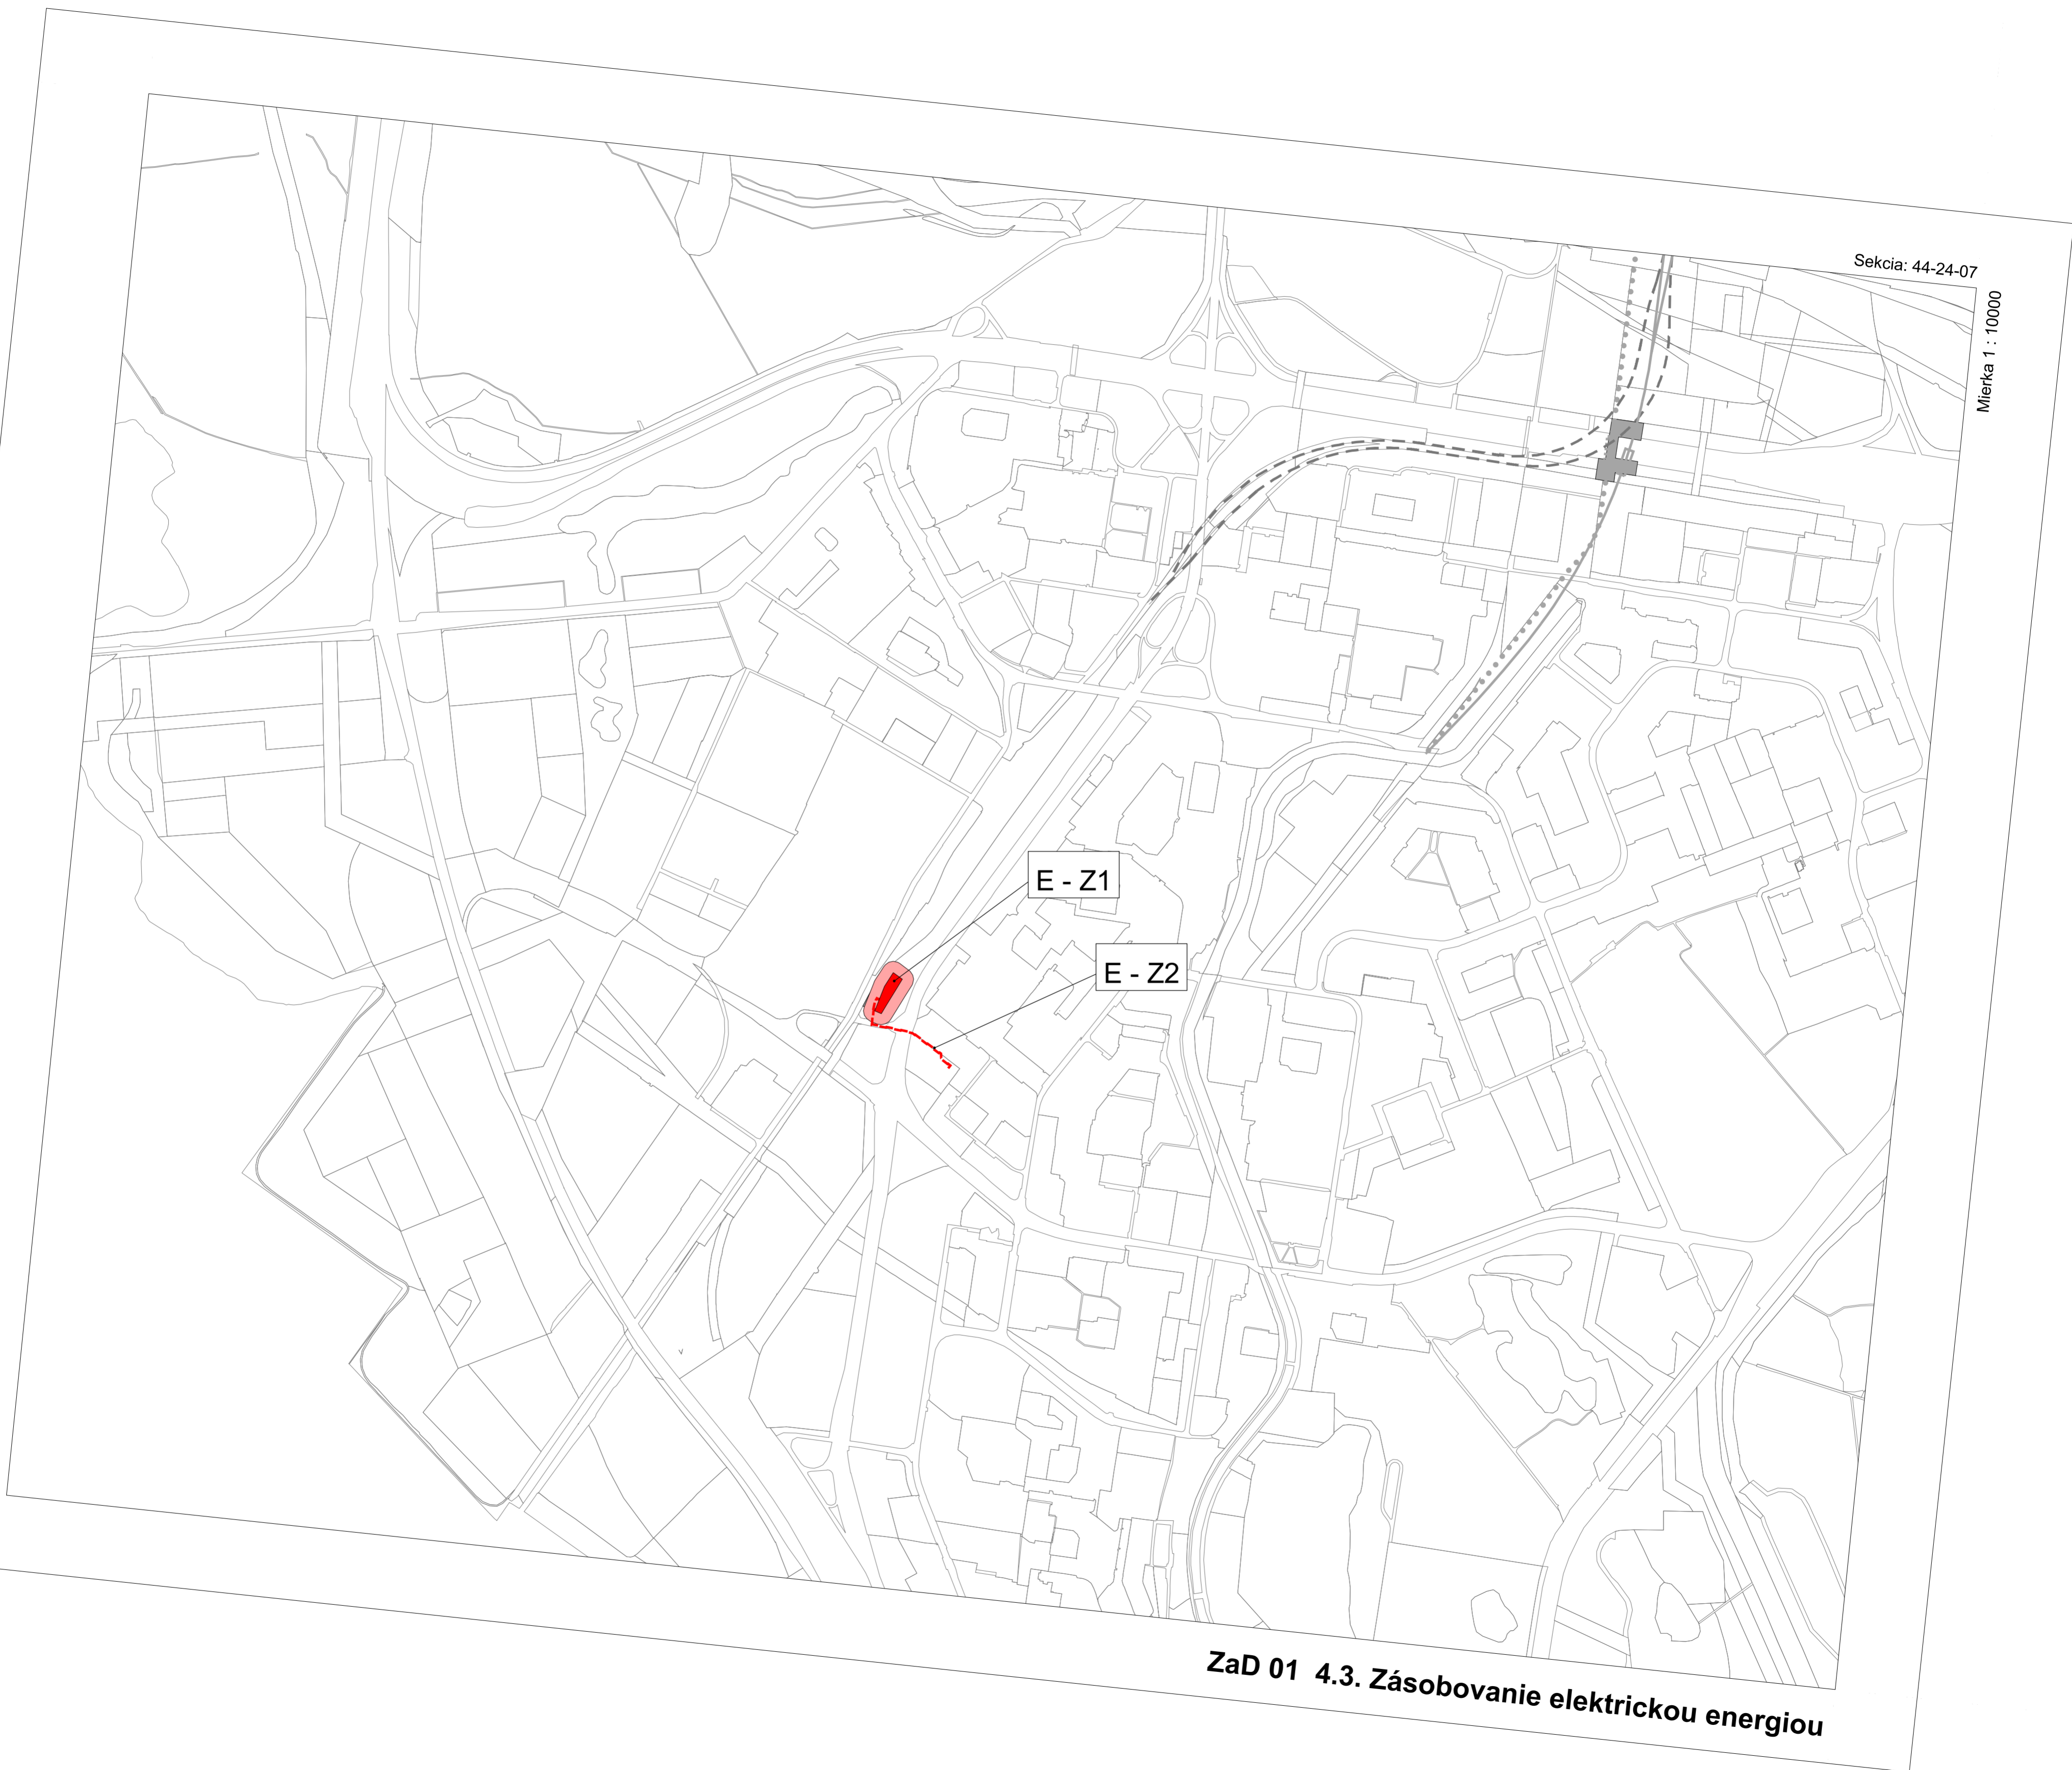 Sekcia: 44-24-07
Mierka 1 : 10000
E - Z1
E - Z2
ZaD 01 4.3. Zásobovanie elektrickou energiou